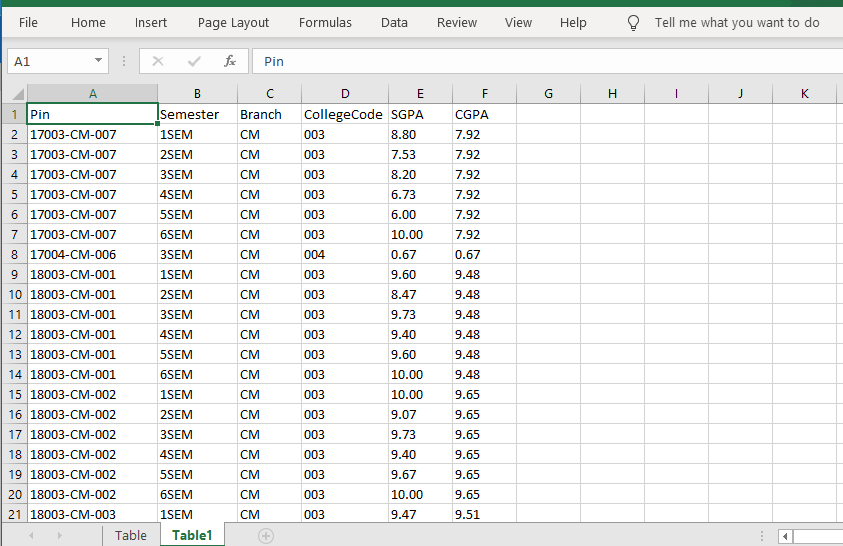 File Home Insert Page Layout Formulas Data Review View Help Tell me what you want to do
A1 fx Pin
A B C D E F G H I J K
1 Pin Semester Branch CollegeCode SGPA CGPA
2 17003-CM-007 1SEM CM 003 8.80 7.92
3 17003-CM-007 2SEM CM 003 7.53 7.92
4 17003-CM-007 3SEM CM 003 8.20 7.92
5 17003-CM-007 4SEM CM 003 6.73 7.92
6 17003-CM-007 5SEM CM 003 6.00 7.92
7 17003-CM-007 6SEM CM 003 10.00 7.92
8 17004-CM-006 3SEM CM 004 0.67 0.67
9 18003-CM-001 1SEM CM 003 9.60 9.48
10 18003-CM-001 2SEM CM 003 8.47 9.48
11 18003-CM-001 3SEM CM 003 9.73 9.48
12 18003-CM-001 4SEM CM 003 9.40 9.48
13 18003-CM-001 5SEM CM 003 9.60 9.48
14 18003-CM-001 6SEM CM 003 10.00 9.48
15 18003-CM-002 1SEM CM 003 10.00 9.65
16 18003-CM-002 2SEM CM 003 9.07 9.65
17 18003-CM-002 3SEM CM 003 9.73 9.65
18 18003-CM-002 4SEM CM 003 9.40 9.65
19 18003-CM-002 5SEM CM 003 9.67 9.65
20 18003-CM-002 6SEM CM 003 10.00 9.65
21 18003-CM-003 1SEM CM 003 9.47 9.51
Table Table1